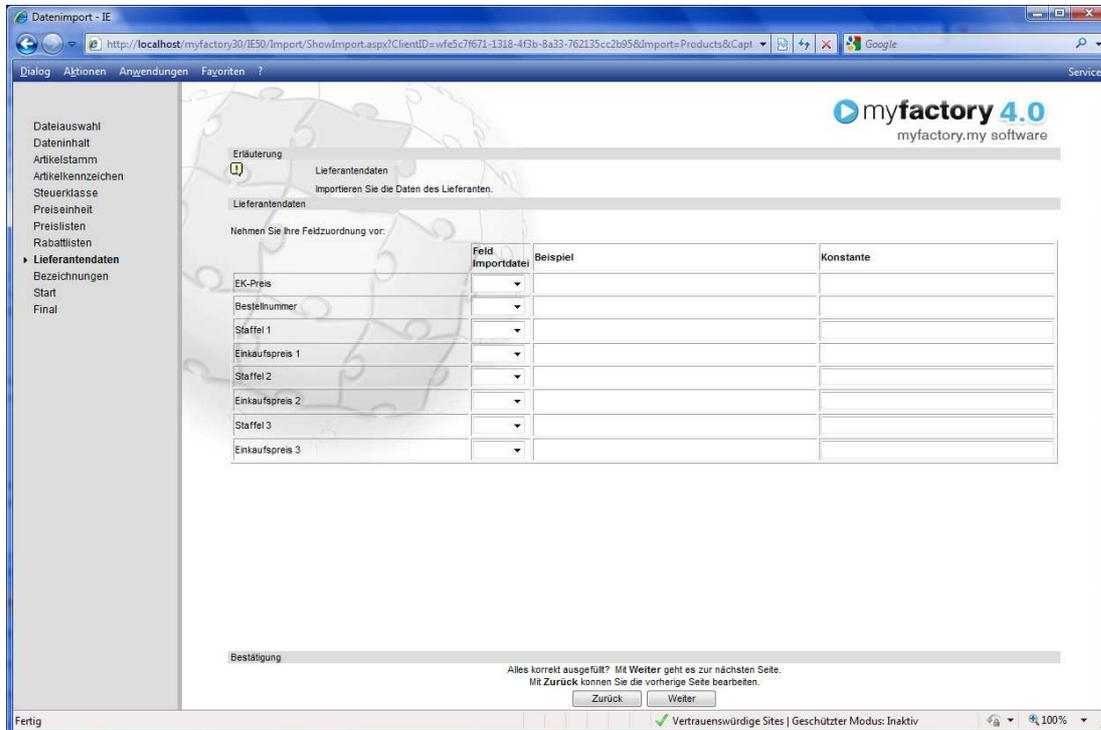 Datenimport - IE
http://localhost/myfactory30/IE50/Import/ShowImport.aspx?ClientID=wfe5c7f671-1318-4f3b-8a33-762135cc2b95&Import=Products&Capt
Google
Dialog Aktionen Anwendungen Favoriten ?
Service
myfactory 4.0
myfactory.my software
Dateiauswahl
Dateninhalt
Artikelstamm
Artikelkennzeichen
Steuerklasse
Preiseinheit
Preislisten
Rabattlisten
Lieferantendaten
Bezeichnungen
Start
Final
Erläuterung
Lieferantendaten
Importieren Sie die Daten des Lieferanten.
Lieferantendaten
Nehmen Sie Ihre Feldzuordnung vor:
Feld Importdatei Beispiel Konstante
EK-Preis
Bestellnummer
Staffel 1
Einkaufspreis 1
Staffel 2
Einkaufspreis 2
Staffel 3
Einkaufspreis 3
Bestätigung
Alles korrekt ausgefüllt? Mit Weiter geht es zur nächsten Seite.
Mit Zurück konnen Sie die vorherige Seite bearbeiten.
Zurück Weiter
Fertig
Vertrauenswürdige Sites | Geschützter Modus: Inaktiv
100%